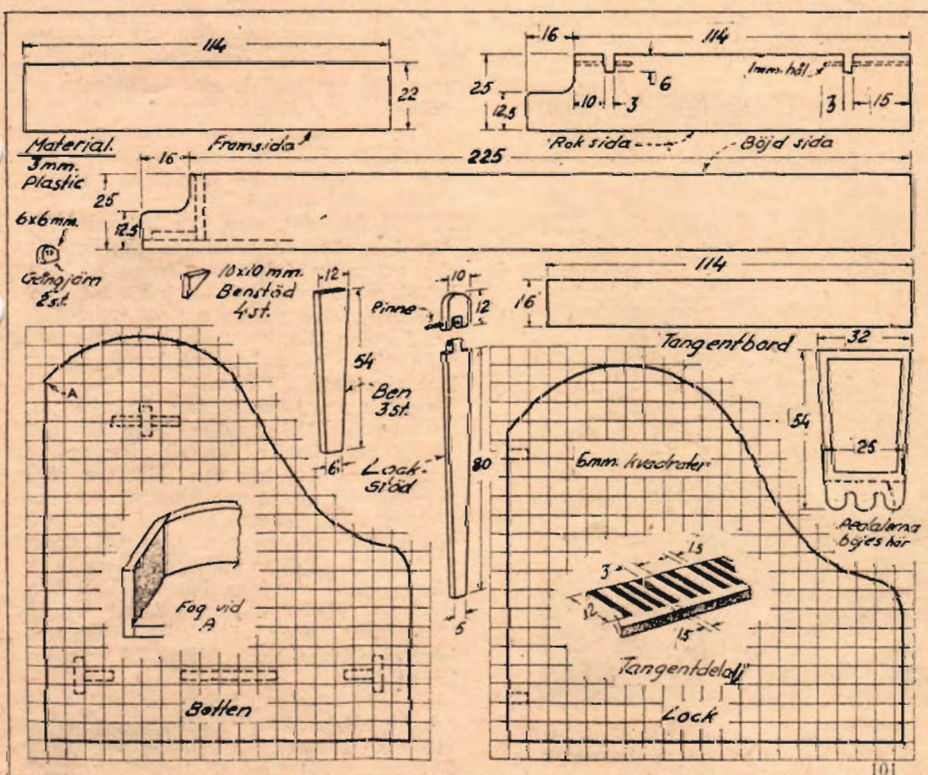 114
22
Framsida
16
114
25
12.5
10
3
6
1mm. hål
3
15
Rak sida
Böjd sida
Material.
3mm.
Plastic
225
16
25
12.5
6x6 mm.
Gångjärn
2 st.
10x10 mm.
Benstöd
4 st.
12
54
Ben
3 st.
6
Pinne
10
12
Lock-
stöd
80
5
114
16
Tangentbord
32
54
25
Pedalerna
böjes här
A
Fog vid
A
Botten
6mm. kvadrater
3
15
12
15
Tangentdetalj
Lock
101